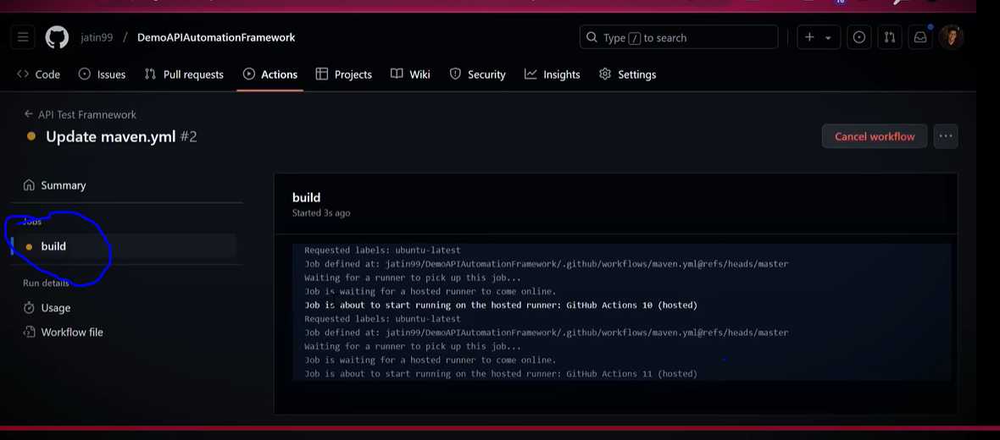 jatin99 / DemoAPIAutomationFramework
Type / to search
Code Issues Pull requests Actions Projects Wiki Security Insights Settings
API Test Framnework
Update maven.yml #2
Cancel workflow
Summary
Jobs
build
Run details
Usage
Workflow file
build
Started 3s ago
Requested labels: ubuntu-latest
Job defined at: jatin99/DemoAPIAutomationFramework/.github/workflows/maven.yml@refs/heads/master
Waiting for a runner to pick up this job...
Job is waiting for a hosted runner to come online.
Job is about to start running on the hosted runner: GitHub Actions 10 (hosted)
Requested labels: ubuntu-latest
Job defined at: jatin99/DemoAPIAutomationFramework/.github/workflows/maven.yml@refs/heads/master
Waiting for a runner to pick up this job...
Job is waiting for a hosted runner to come online.
Job is about to start running on the hosted runner: GitHub Actions 11 (hosted)